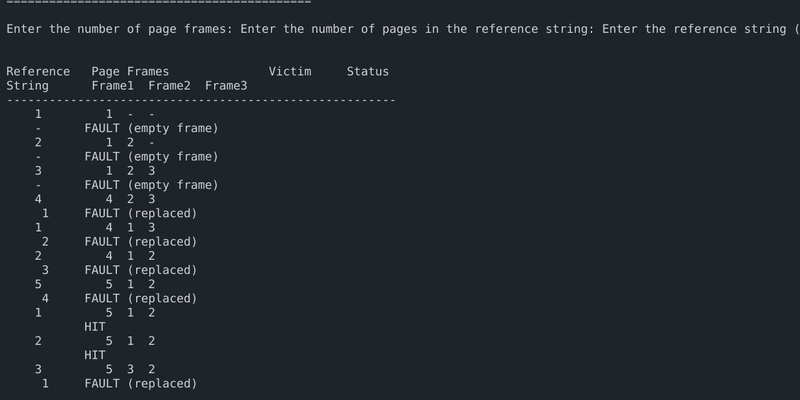 ===========================================
Enter the number of page frames: Enter the number of pages in the reference string: Enter the reference string (
Reference   Page Frames              Victim     Status
String      Frame1  Frame2  Frame3
-------------------------------------------------------
    1         1  -  -
    -      FAULT (empty frame)
    2         1  2  -
    -      FAULT (empty frame)
    3         1  2  3
    -      FAULT (empty frame)
    4         4  2  3
     1     FAULT (replaced)
    1         4  1  3
     2     FAULT (replaced)
    2         4  1  2
     3     FAULT (replaced)
    5         5  1  2
     4     FAULT (replaced)
    1         5  1  2
           HIT
    2         5  1  2
           HIT
    3         5  3  2
     1     FAULT (replaced)